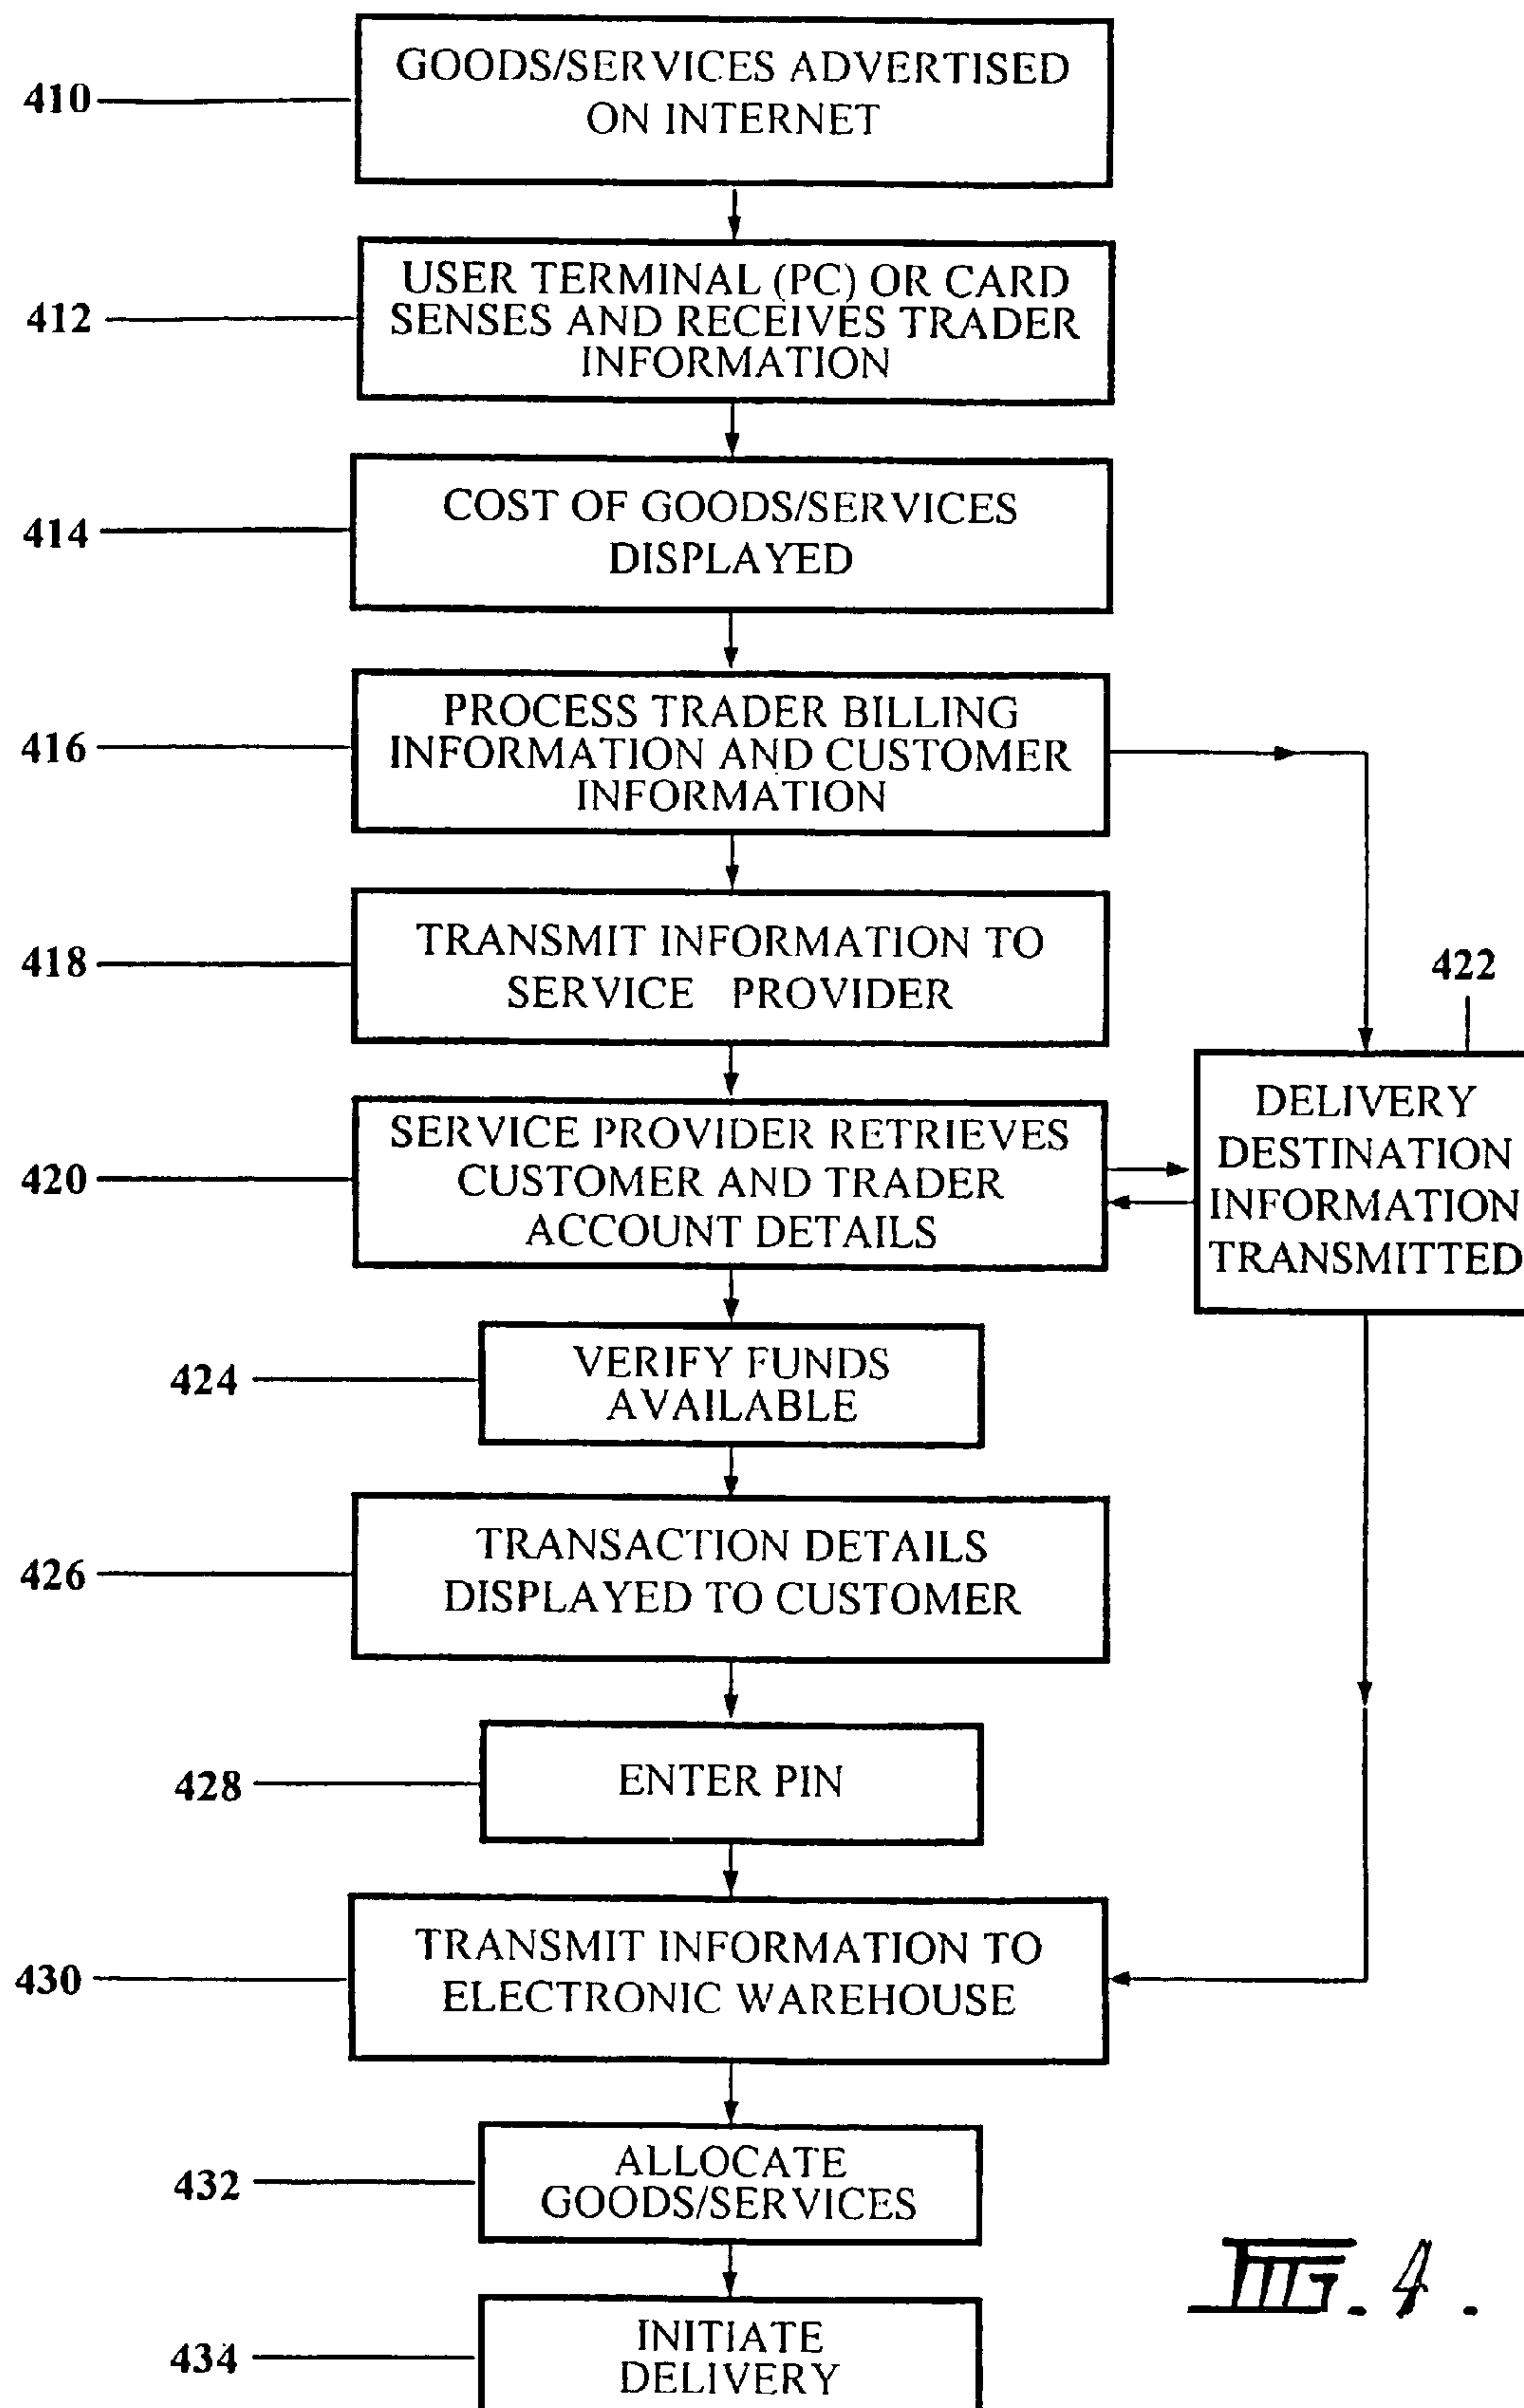 410
GOODS/SERVICES ADVERTISED
ON INTERNET
412
USER TERMINAL (PC) OR CARD
SENSES AND RECEIVES TRADER
INFORMATION
414
COST OF GOODS/SERVICES
DISPLAYED
416
PROCESS TRADER BILLING
INFORMATION AND CUSTOMER
INFORMATION
418
TRANSMIT INFORMATION TO
SERVICE PROVIDER
422
DELIVERY
DESTINATION
INFORMATION
TRANSMITTED
420
SERVICE PROVIDER RETRIEVES
CUSTOMER AND TRADER
ACCOUNT DETAILS
424
VERIFY FUNDS
AVAILABLE
426
TRANSACTION DETAILS
DISPLAYED TO CUSTOMER
428
ENTER PIN
430
TRANSMIT INFORMATION TO
ELECTRONIC WAREHOUSE
432
ALLOCATE
GOODS/SERVICES
434
INITIATE
DELIVERY
FIG. 4.